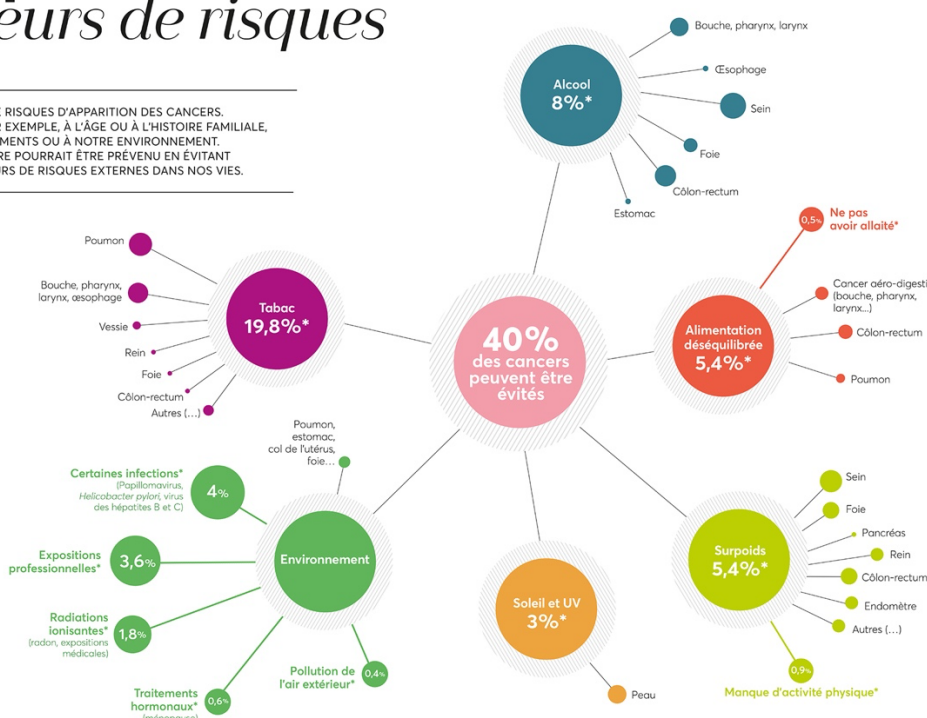 eurs de risques
RISQUES D'APPARITION DES CANCERS.
EXEMPLE, À L'ÂGE OU À L'HISTOIRE FAMILIALE,
MENTS OU À NOTRE ENVIRONNEMENT.
RE POURRAIT ÊTRE PRÉVENU EN ÉVITANT
RS DE RISQUES EXTERNES DANS NOS VIES.
Alcool
8%*
Bouche, pharynx, larynx
Œsophage
Sein
Foie
Côlon-rectum
Estomac
0,5%
Ne pas
avoir allaité*
Alimentation
déséquilibrée
5,4%*
Cancer aéro-digesti
(bouche, pharynx,
larynx...)
Côlon-rectum
Poumon
Tabac
19,8%*
Poumon
Bouche, pharynx,
larynx, œsophage
Vessie
Rein
Foie
Côlon-rectum
Autres (...)
40%
des cancers
peuvent être
évités
Environnement
Poumon,
estomac,
col de l'utérus,
foie...
Certaines infections*
(Papillomavirus,
Helicobacter pylori, virus
des hépatites B et C)
4%
Expositions
professionnelles*
3,6%
Radiations
ionisantes*
(radon, expositions
médicales)
1,8%
Traitements
hormonaux*
(ménopause)
0,6%
Pollution de
l'air extérieur*
0,4%
Soleil et UV
3%*
Peau
Surpoids
5,4%*
Sein
Foie
Pancréas
Rein
Côlon-rectum
Endomètre
Autres (...)
0,9%
Manque d'activité physique*